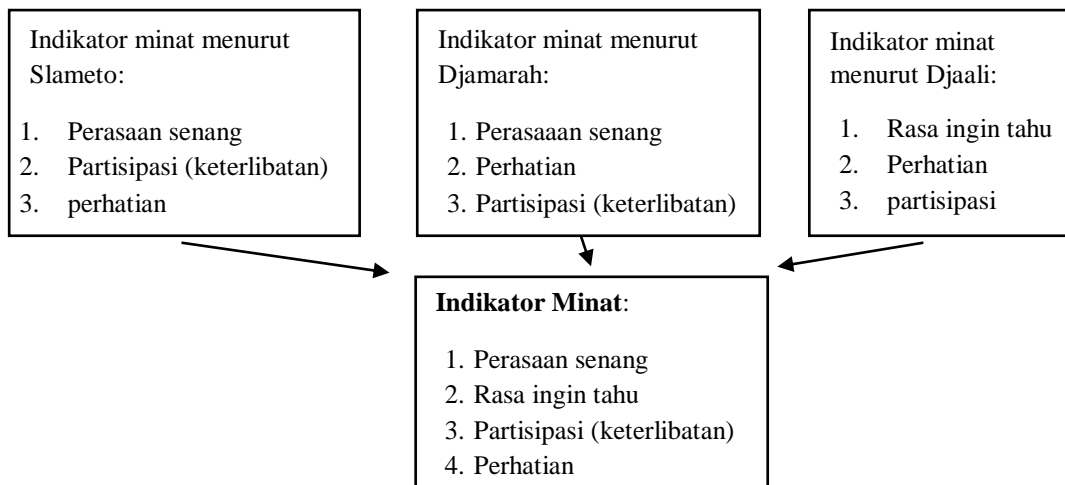 Indikator minat menurut
Slameto:
1. Perasaan senang
2. Partisipasi (keterlibatan)
3. perhatian
Indikator minat menurut
Djamarah:
1. Perasaaan senang
2. Perhatian
3. Partisipasi (keterlibatan)
Indikator minat
menurut Djaali:
1. Rasa ingin tahu
2. Perhatian
3. partisipasi
Indikator Minat:
1. Perasaan senang
2. Rasa ingin tahu
3. Partisipasi (keterlibatan)
4. Perhatian